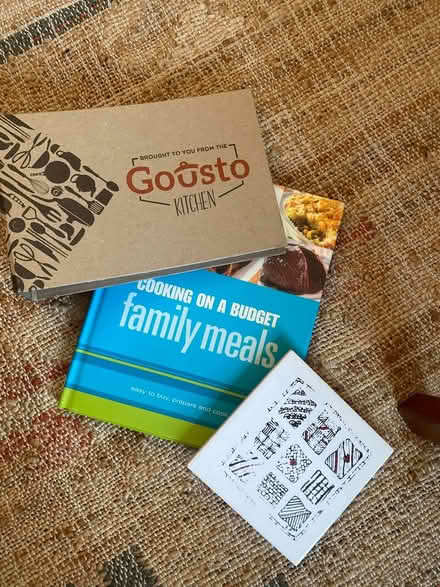 BROUGHT TO YOU FROM THE
Gousto
KITCHEN
COOKING ON A BUDGET
family meals
easy to buy, prepare and cook